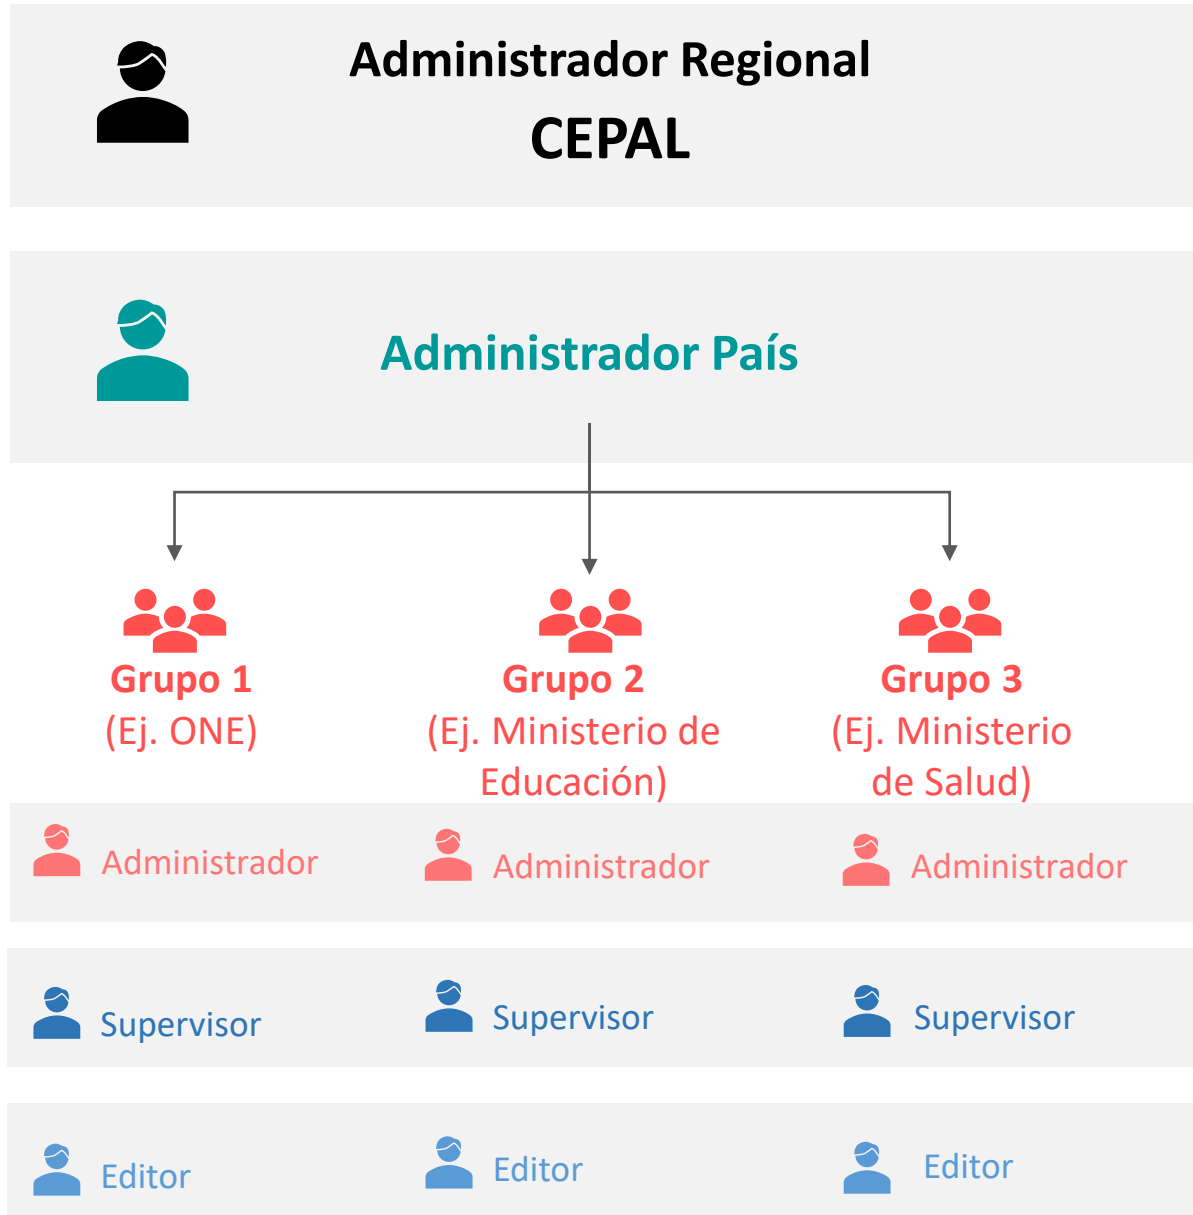 Administrador Regional
CEPAL
Administrador País
Grupo 1
(Ej. ONE)
Grupo 2
(Ej. Ministerio de
Educación)
Grupo 3
(Ej. Ministerio
de Salud)
Administrador
Administrador
Administrador
Supervisor
Supervisor
Supervisor
Editor
Editor
Editor